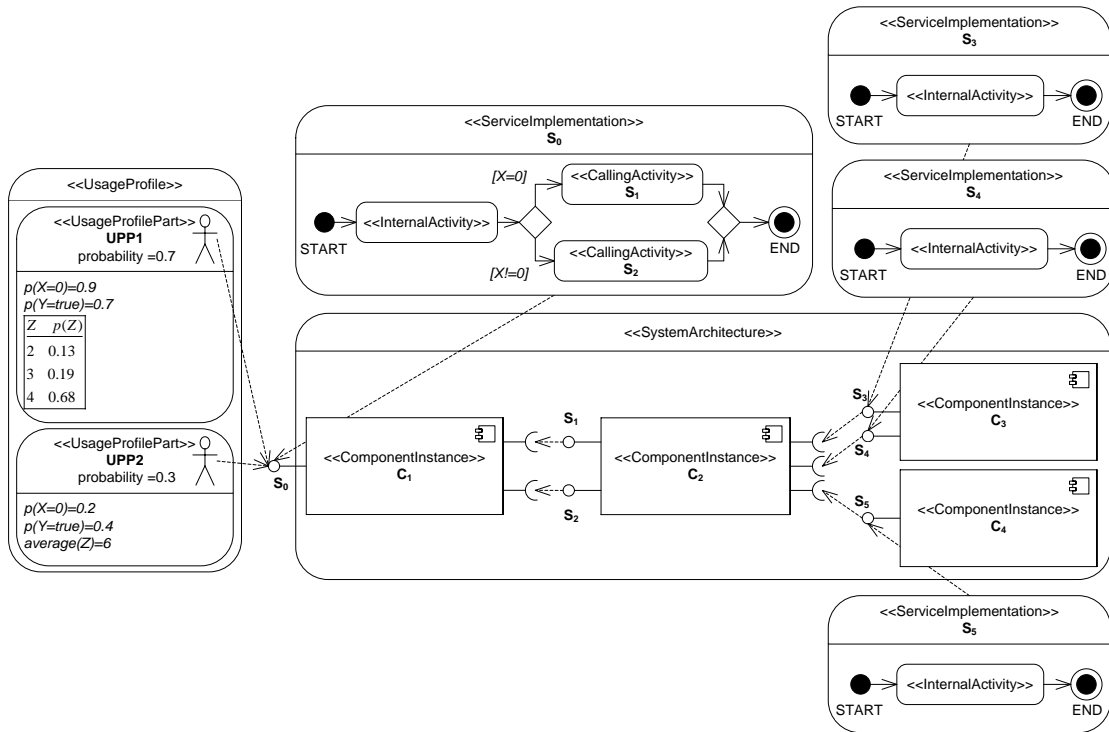 <<UsageProfile>>
<<UsageProfilePart>>
UPP1
probability =0.7
p(X=0)=0.9
p(Y=true)=0.7
Z p(Z)
2 0.13
3 0.19
4 0.68
<<UsageProfilePart>>
UPP2
probability =0.3
p(X=0)=0.2
p(Y=true)=0.4
average(Z)=6
<<ServiceImplementation>>
S₀
START
<<InternalActivity>>
[X=0]
<<CallingActivity>>
S₁
[X!=0]
<<CallingActivity>>
S₂
END
<<ServiceImplementation>>
S₃
START
<<InternalActivity>>
END
<<ServiceImplementation>>
S₄
START
<<InternalActivity>>
END
<<SystemArchitecture>>
S₀
<<ComponentInstance>>
C₁
S₁
S₂
<<ComponentInstance>>
C₂
S₃
S₄
<<ComponentInstance>>
C₃
S₅
<<ComponentInstance>>
C₄
<<ServiceImplementation>>
S₅
START
<<InternalActivity>>
END